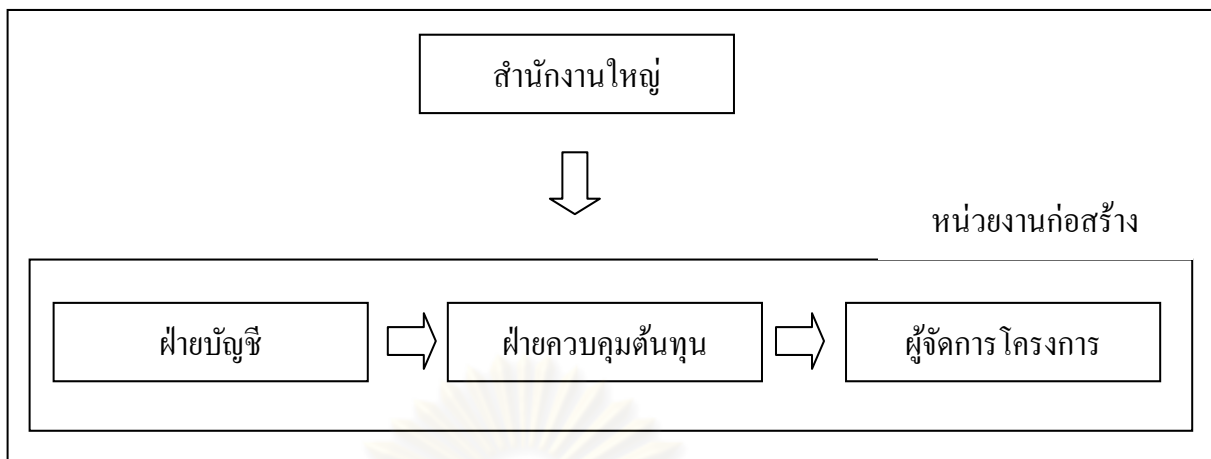 สำนักงานใหญ่
หน่วยงานก่อสร้าง
ฝ่ายบัญชี
ฝ่ายควบคุมต้นทุน
ผู้จัดการโครงการ